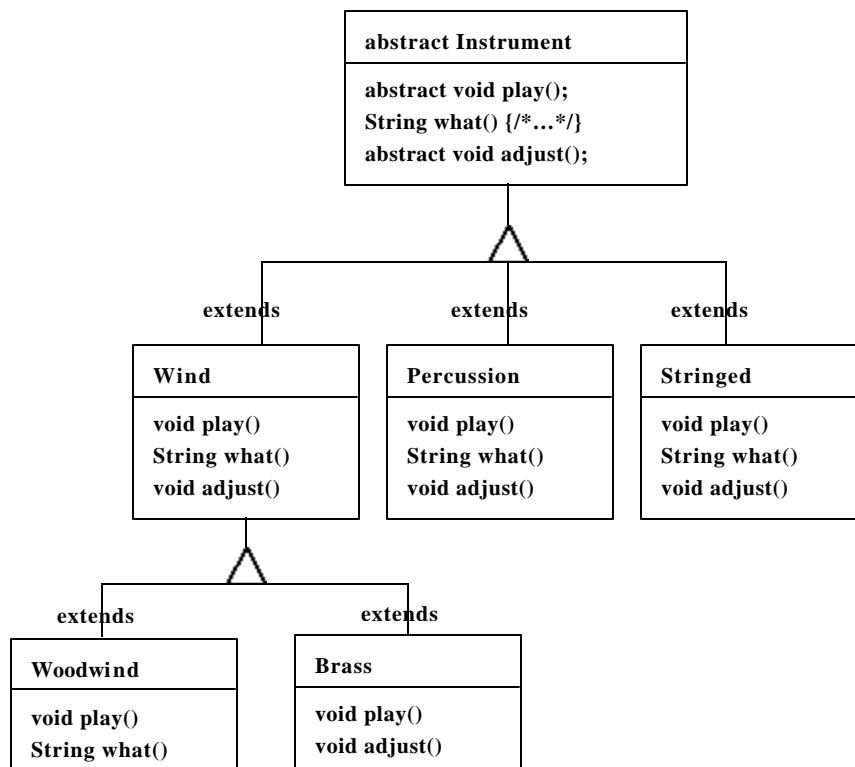 abstract Instrument
abstract void play();
String what() {/*…*/}
abstract void adjust();
extends
extends
extends
Wind
void play()
String what()
void adjust()
Percussion
void play()
String what()
void adjust()
Stringed
void play()
String what()
void adjust()
extends
extends
Woodwind
void play()
String what()
Brass
void play()
void adjust()